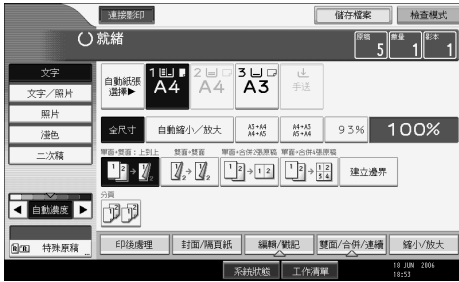 連接影印
儲存檔案
檢查模式
就緒
原稿 5
數量 1
影本 1
文字
文字／照片
照片
淺色
二次稿
自動濃度
特殊原稿
自動紙張
選擇▶
1 A4
2 A4
3 A3
手送
全尺寸
自動縮小／放大
A3→A4
A4→A5
A4→A3
A5→A4
93%
100%
單面→雙面：上到上
雙面→雙面
單面→合併2張原稿
單面→合併4張原稿
建立邊界
分頁
印後處理
封面/隔頁紙
編輯/戳記
雙面/合併/連續
縮小/放大
系統狀態
工作清單
18 JUN 2006
18:53